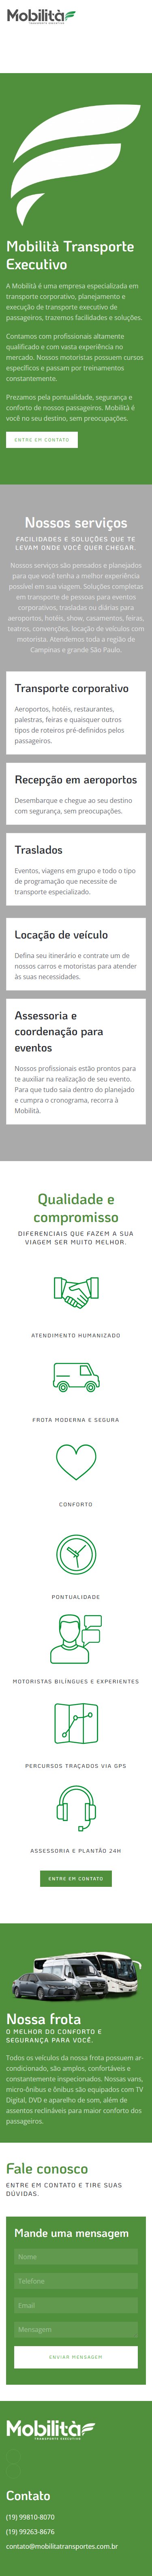 Mobilità
TRANSPORTE EXECUTIVO
Mobilità Transporte
Executivo
A Mobilità é uma empresa especializada em
transporte corporativo, planejamento e
execução de transporte executivo de
passageiros, trazemos facilidades e soluções.
Contamos com profissionais altamente
qualificado e com vasta experiência no
mercado. Nossos motoristas possuem cursos
específicos e passam por treinamentos
constantemente.
Prezamos pela pontualidade, segurança e
conforto de nossos passageiros. Mobilità é
você no seu destino, sem preocupações.
ENTRE EM CONTATO
Nossos serviços
FACILIDADES E SOLUÇÕES QUE TE
LEVAM ONDE VOCÊ QUER CHEGAR.
Nossos serviços são pensados e planejados
para que você tenha a melhor experiência
possível em sua viagem. Soluções completas
em transporte de pessoas para eventos
corporativos, trasladas ou diárias para
aeroportos, hotéis, show, casamentos, feiras,
teatros, convenções, locação de veículos com
motorista. Atendemos toda a região de
Campinas e grande São Paulo.
Transporte corporativo
Aeroportos, hotéis, restaurantes,
palestras, feiras e quaisquer outros
tipos de roteiros pré-definidos pelos
passageiros.
Recepção em aeroportos
Desembarque e chegue ao seu destino
com segurança, sem preocupações.
Traslados
Eventos, viagens em grupo e todo o tipo
de programação que necessite de
transporte especializado.
Locação de veículo
Defina seu itinerário e contrate um de
nossos carros e motoristas para atender
às suas necessidades.
Assessoria e
coordenação para
eventos
Nossos profissionais estão prontos para
te auxiliar na realização de seu evento.
Para que tudo saia dentro do planejado
e cumpra o cronograma, recorra à
Mobilità.
Qualidade e
compromisso
DIFERENCIAIS QUE FAZEM A SUA
VIAGEM SER MUITO MELHOR.
ATENDIMENTO HUMANIZADO
FROTA MODERNA E SEGURA
CONFORTO
PONTUALIDADE
MOTORISTAS BILÍNGUES E EXPERIENTES
PERCURSOS TRAÇADOS VIA GPS
ASSESSORIA E PLANTÃO 24H
ENTRE EM CONTATO
Nossa frota
O MELHOR DO CONFORTO E
SEGURANÇA PARA VOCÊ.
Todos os veículos da nossa frota possuem ar-
condicionado, são amplos, confortáveis e
constantemente inspecionados. Nossas vans,
micro-ônibus e ônibus são equipados com TV
Digital, DVD e aparelho de som, além de
assentos reclináveis para maior conforto dos
passageiros.
Fale conosco
ENTRE EM CONTATO E TIRE SUAS
DÚVIDAS.
Mande uma mensagem
Nome
Telefone
Email
Mensagem
ENVIAR MENSAGEM
Mobilità
TRANSPORTE EXECUTIVO
Contato
(19) 99810-8070
(19) 99263-8676
contato@mobilitatransportes.com.br